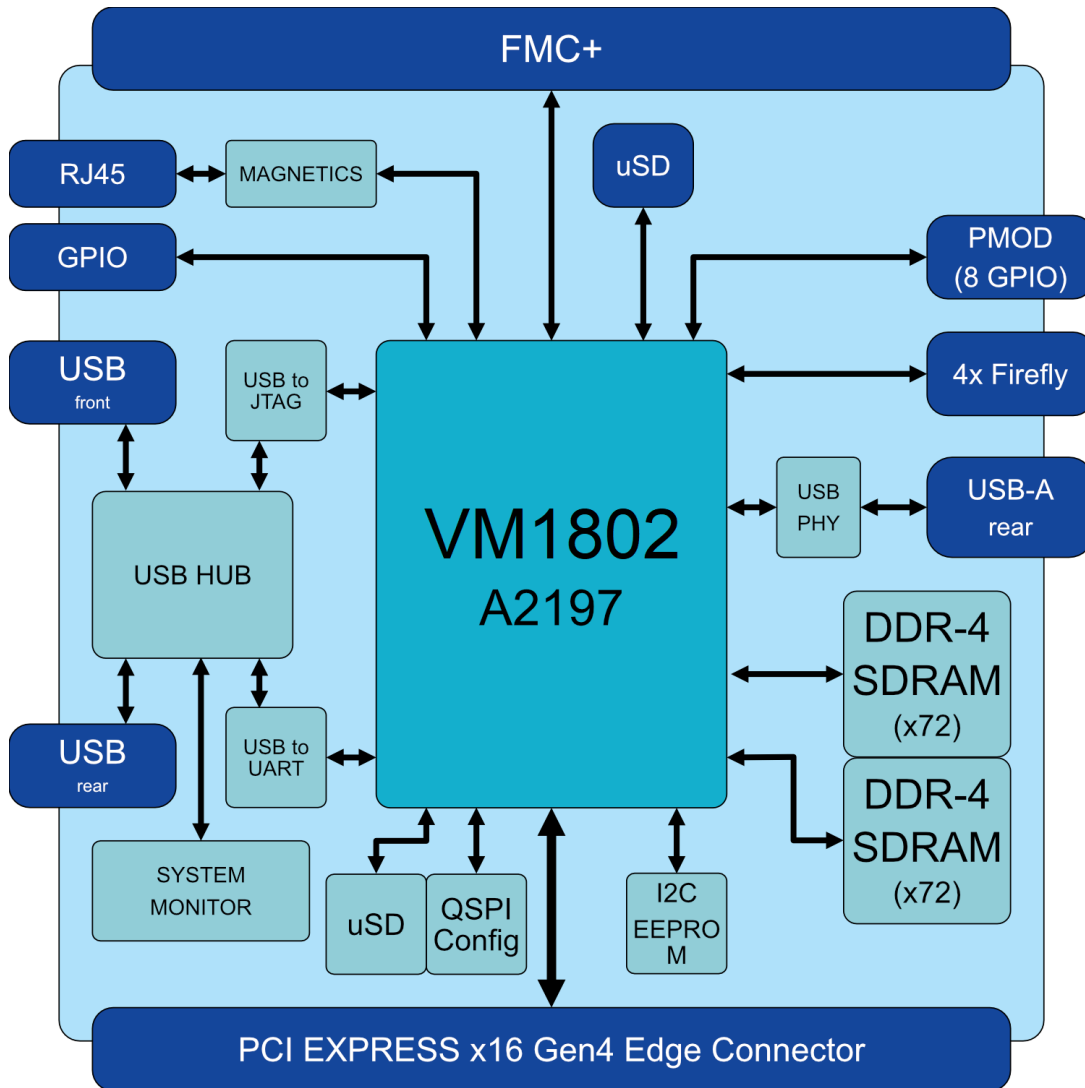 FMC+
RJ45
MAGNETICS
uSD
GPIO
PMOD
(8 GPIO)
USB
front
USB to
JTAG
4x Firefly
VM1802
A2197
USB
PHY
USB-A
rear
USB HUB
DDR-4
SDRAM
(x72)
USB
rear
USB to
UART
DDR-4
SDRAM
(x72)
SYSTEM
MONITOR
uSD
QSPI
Config
I2C
EEPRO
M
PCI EXPRESS x16 Gen4 Edge Connector